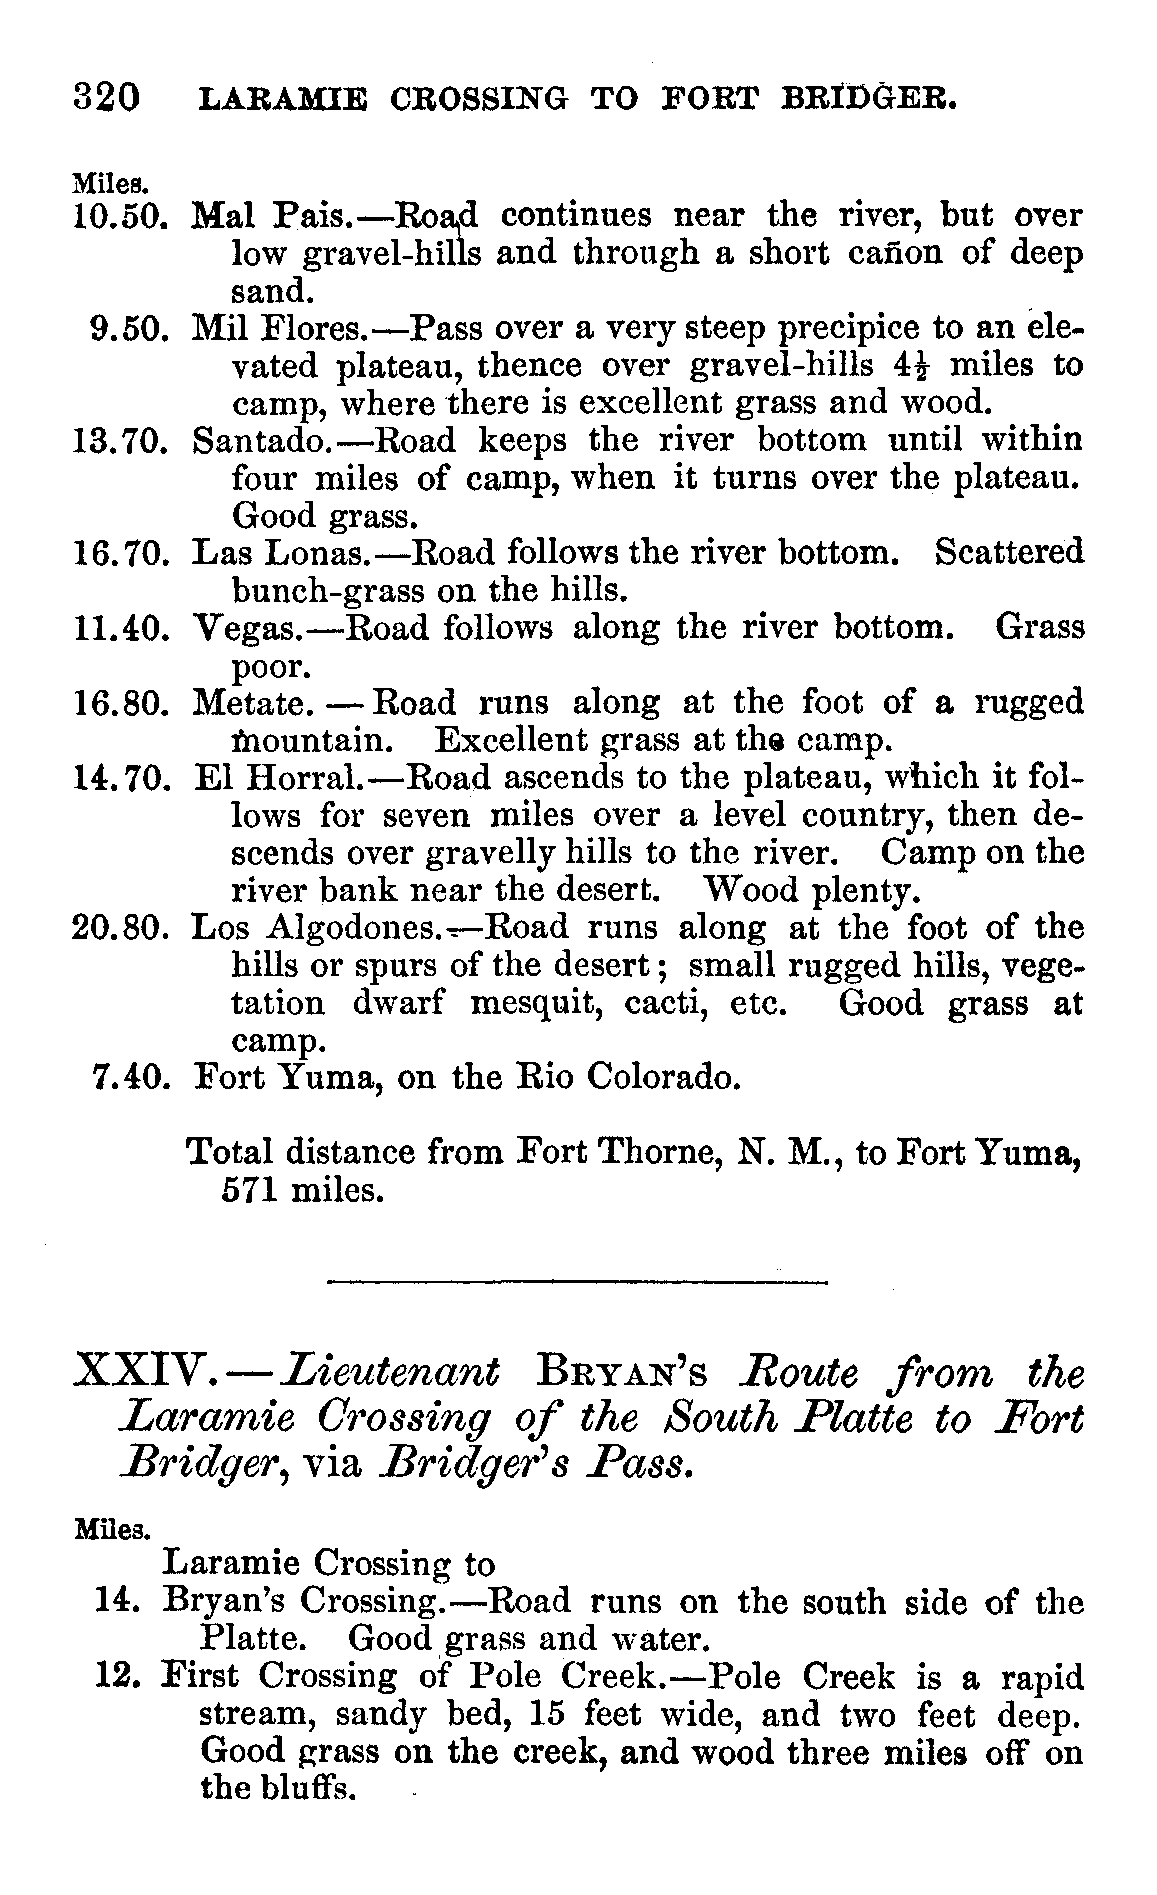 320 LARAMIE CROSSING TO FORT BRIDGER.
Miles.
10.50. Mal Pais.—Road continues near the river, but over
low gravel-hills and through a short cañon of deep
sand.
9.50. Mil Flores.—Pass over a very steep precipice to an ele-
vated plateau, thence over gravel-hills 4½ miles to
camp, where there is excellent grass and wood.
13.70. Santado.—Road keeps the river bottom until within
four miles of camp, when it turns over the plateau.
Good grass.
16.70. Las Lonas.—Road follows the river bottom. Scattered
bunch-grass on the hills.
11.40. Vegas.—Road follows along the river bottom. Grass
poor.
16.80. Metate. — Road runs along at the foot of a rugged
mountain. Excellent grass at the camp.
14.70. El Horral.—Road ascends to the plateau, which it fol-
lows for seven miles over a level country, then de-
scends over gravelly hills to the river. Camp on the
river bank near the desert. Wood plenty.
20.80. Los Algodones.—Road runs along at the foot of the
hills or spurs of the desert; small rugged hills, vege-
tation dwarf mesquit, cacti, etc. Good grass at
camp.
7.40. Fort Yuma, on the Rio Colorado.
Total distance from Fort Thorne, N. M., to Fort Yuma,
571 miles.
XXIV.—Lieutenant BRYAN'S Route from the
Laramie Crossing of the South Platte to Fort
Bridger, via Bridger's Pass.
Miles.
Laramie Crossing to
14. Bryan's Crossing.—Road runs on the south side of the
Platte. Good grass and water.
12. First Crossing of Pole Creek.—Pole Creek is a rapid
stream, sandy bed, 15 feet wide, and two feet deep.
Good grass on the creek, and wood three miles off on
the bluffs.